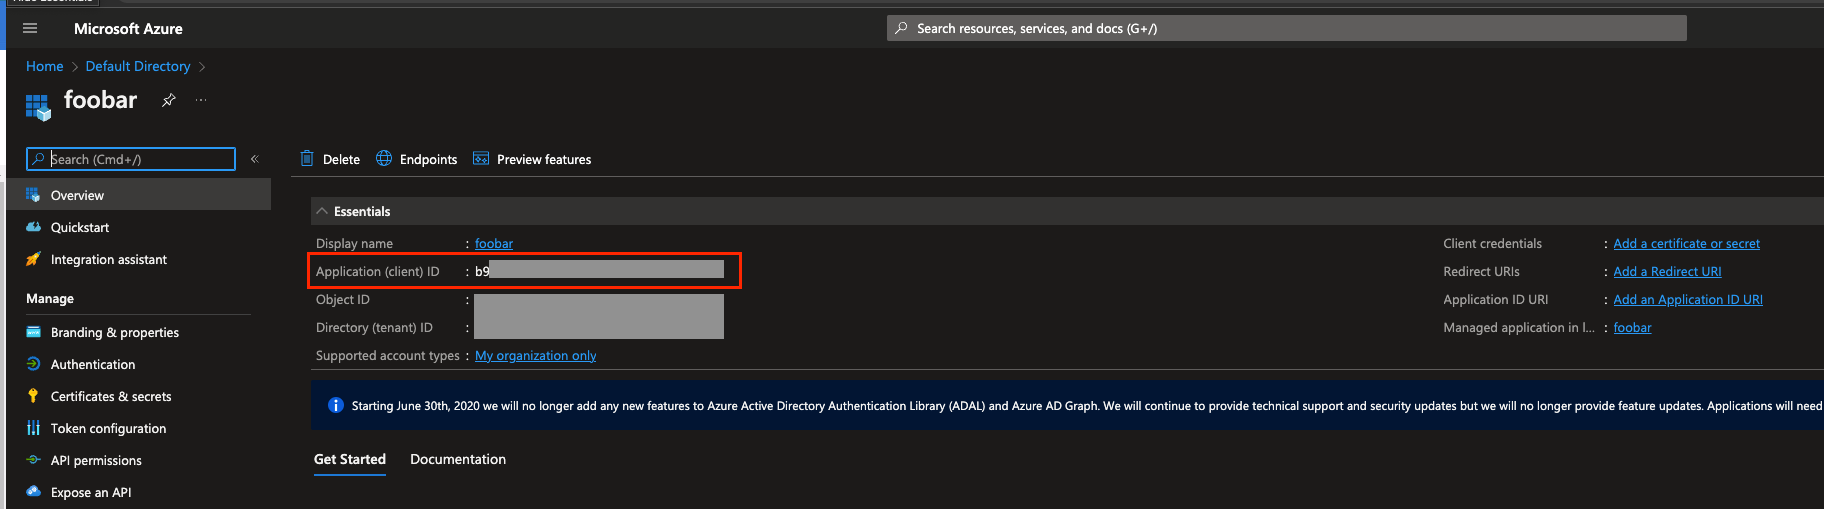 Microsoft Azure
Search resources, services, and docs (G+/)
Home > Default Directory >
foobar
Search (Cmd+/)
Overview
Quickstart
Integration assistant
Manage
Branding & properties
Authentication
Certificates & secrets
Token configuration
API permissions
Expose an API
Delete Endpoints Preview features
Essentials
Display name : foobar
Application (client) ID : b9
Object ID :
Directory (tenant) ID :
Supported account types : My organization only
Client credentials : Add a certificate or secret
Redirect URIs : Add a Redirect URI
Application ID URI : Add an Application ID URI
Managed application in l... : foobar
Starting June 30th, 2020 we will no longer add any new features to Azure Active Directory Authentication Library (ADAL) and Azure AD Graph. We will continue to provide technical support and security updates but we will no longer provide feature updates. Applications will need
Get Started Documentation